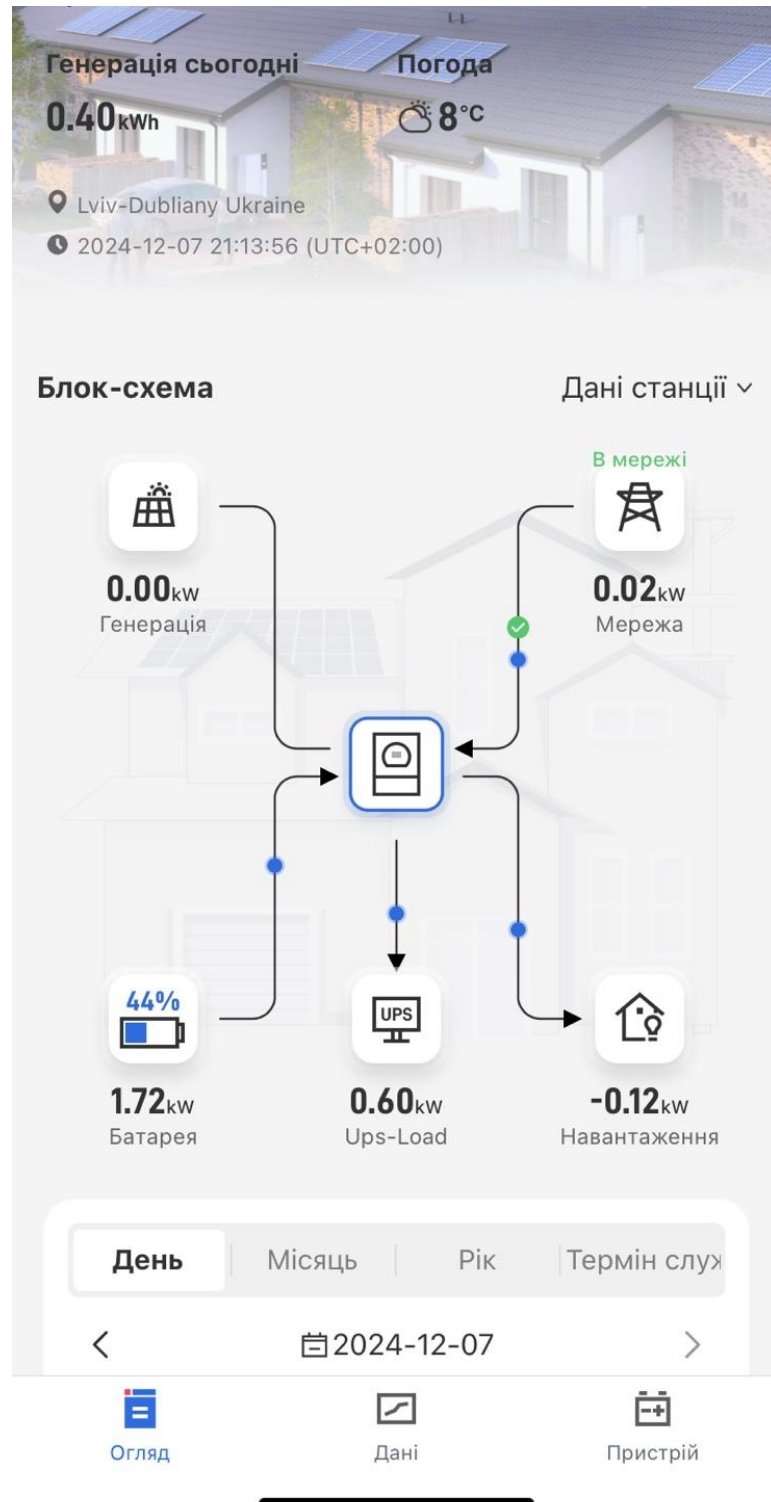 Генерація сьогодні Погода
0.40kWh 8°C
Lviv-Dubliany Ukraine
2024-12-07 21:13:56 (UTC+02:00)
Блок-схема Дані станції
В мережі
0.00kW 0.02kW
Генерація Мережа
44%
UPS
1.72kW 0.60kW -0.12kW
Батарея Ups-Load Навантаження
День Місяць Рік Термін служ
2024-12-07
Огляд Дані Пристрій